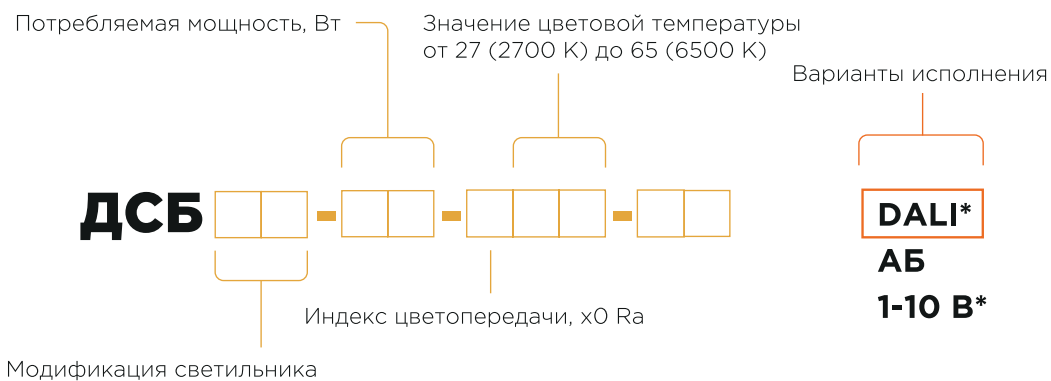 Потребляемая мощность, Вт
Значение цветовой температуры
от 27 (2700 К) до 65 (6500 К)
Варианты исполнения
ДСБ - - -
DALI*
АБ
1-10 В*
Индекс цветопередачи, х0 Ra
Модификация светильника